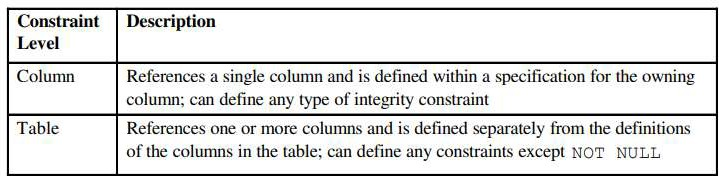 Constraint Level
Description
Column
References a single column and is defined within a specification for the owning
column; can define any type of integrity constraint
Table
References one or more columns and is defined separately from the definitions
of the columns in the table; can define any constraints except NOT NULL